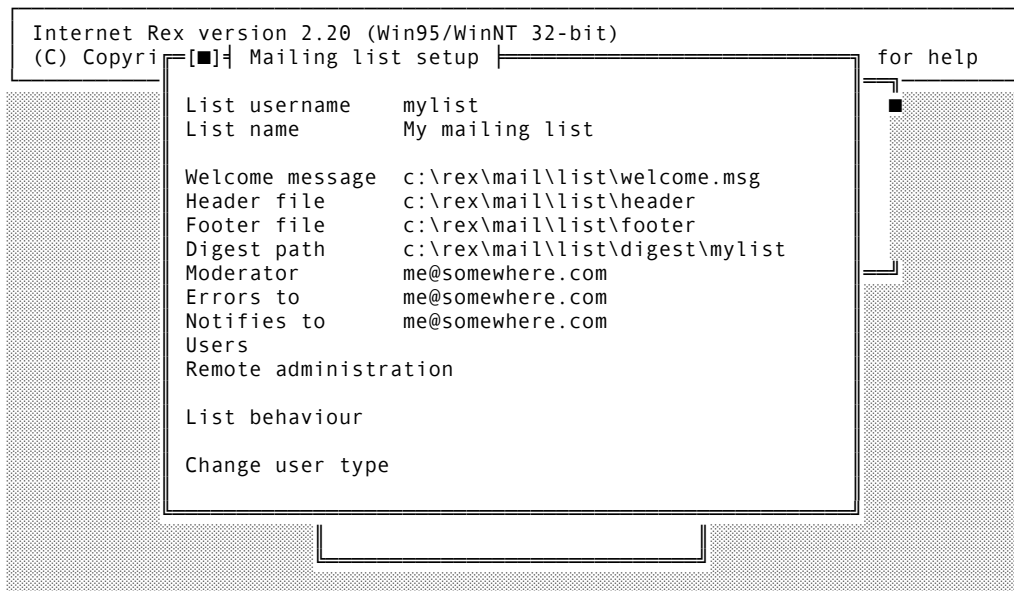 Internet Rex version 2.20 (Win95/WinNT 32-bit)
(C) Copyri [■] Mailing list setup for help
List username mylist
List name My mailing list
Welcome message c:\rex\mail\list\welcome.msg
Header file c:\rex\mail\list\header
Footer file c:\rex\mail\list\footer
Digest path c:\rex\mail\list\digest\mylist
Moderator me@somewhere.com
Errors to me@somewhere.com
Notifies to me@somewhere.com
Users
Remote administration
List behaviour
Change user type